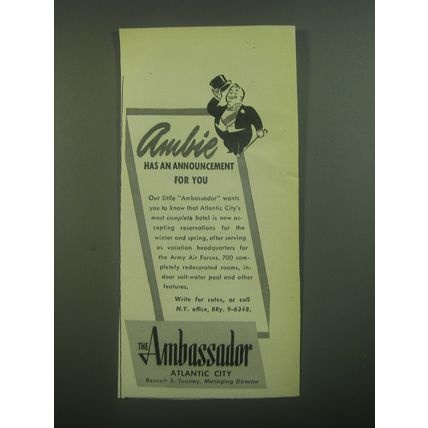 Ambie
HAS AN ANNOUNCEMENT
FOR YOU
Our little "Ambassador" wants
you to know that Atlantic City's
most complete hotel is now ac-
cepting reservations for the
winter and spring, after serving
as vacation headquarters for
the Army Air Forces. 700 com-
pletely redecorated rooms, in-
door salt-water pool and other
features.
Write for rates, or call
N.Y. office, BRy. 9-6348.
THE Ambassador
ATLANTIC CITY
Bennett E. Tousley, Managing Director